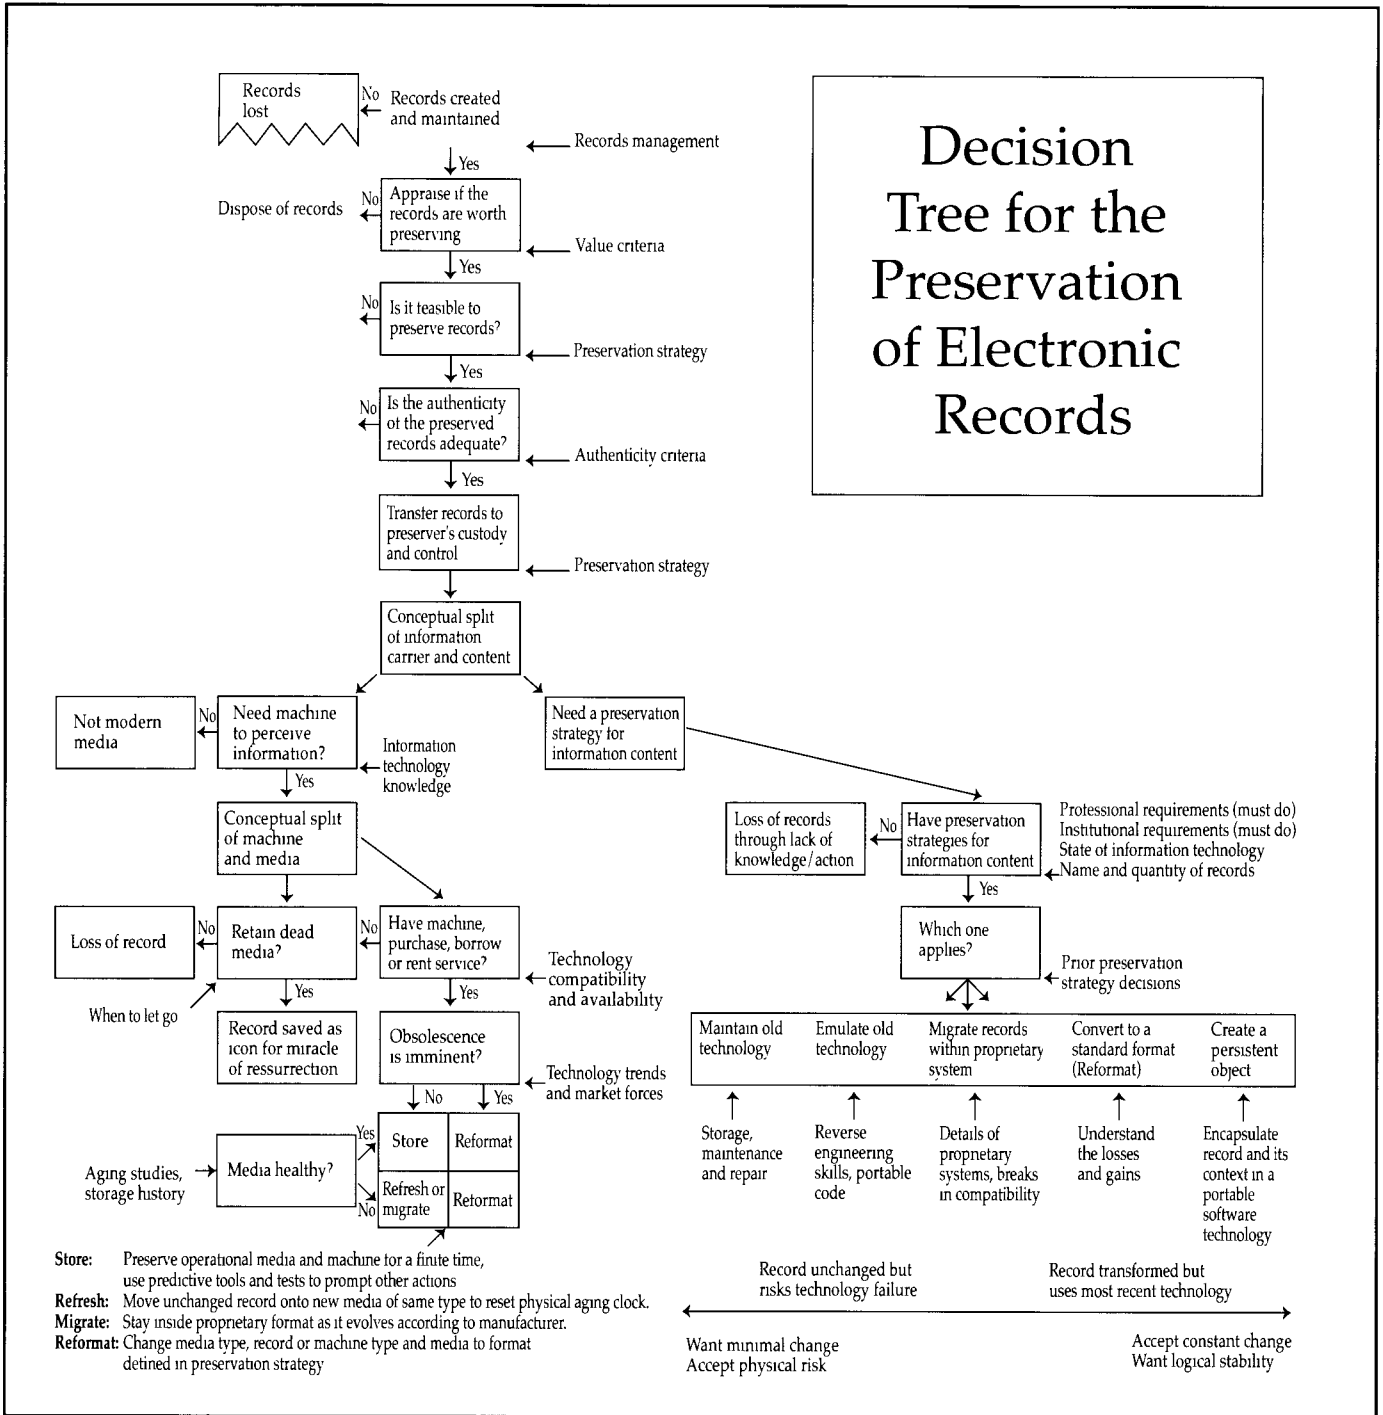 Decision
Tree for the
Preservation
of Electronic
Records
Records
lost
No
Records created
and maintained
Records management
Yes
Dispose of records
No
Appraise if the
records are worth
preserving
Value criteria
Yes
No
Is it teasible to
preserve records?
Preservation strategy
Yes
No
Is the authenticity
ot the preserved
records adequate?
Authenticity criteria
Yes
Transter records to
preserver's custody
and control
Preservation strategy
Conceptual split
of information
carrier and content
Not modern
media
No
Need machine
to perceive
information?
Information
technology
knowledge
Yes
Need a preservation
strategy for
information content
Conceptual split
of machine
and media
Loss of records
through lack of
knowledge/action
No
Have preservation
strategies for
information content
Professional requirements (must do)
Institutional requirements (must do)
State of information technology
Name and quantity of records
Yes
Loss of record
No
Retain dead
media?
No
Have machine,
purchase, borrow
or rent service?
Technology
compatibility
and availability
When to let go
Yes
Yes
Which one
applies?
Prior preservation
strategy decisions
Record saved as
icon for miracle
of ressurrection
Obsolescence
is imminent?
Technology trends
and market forces
No
Yes
Maintain old
technology
Emulate old
technology
Migrate records
within proprietary
system
Convert to a
standard format
(Reformat)
Create a
persistent
object
Aging studies,
storage history
Media healthy?
Yes
No
Store
Reformat
Refresh or
migrate
Reformat
Storage,
maintenance
and repair
Reverse
engineering
skills, portable
code
Details of
proprietary
systems, breaks
in compatibility
Understand
the losses
and gains
Encapsulate
record and its
context in a
portable
software
technology
Store: Preserve operational media and machine for a finite time,
use predictive tools and tests to prompt other actions
Refresh: Move unchanged record onto new media of same type to reset physical aging clock.
Migrate: Stay inside proprietary format as it evolves according to manufacturer.
Reformat: Change media type, record or machine type and media to format
detined in preservation strategy
Record unchanged but
risks technology failure
Record transformed but
uses most recent technology
Want minimal change
Accept physical risk
Accept constant change
Want logical stability